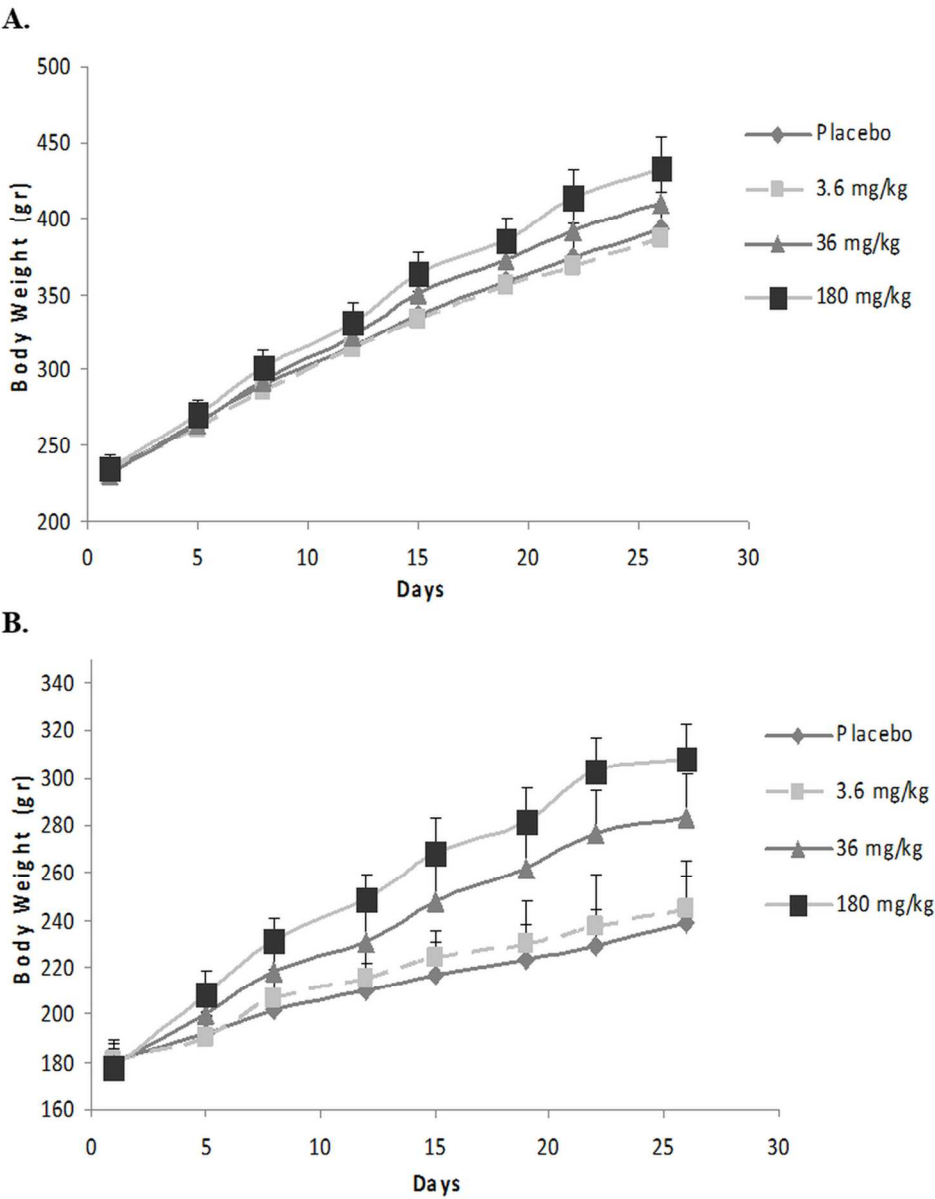 A.
500
450
400
350
300
250
200
Body Weight (gr)
0 5 10 15 20 25 30
Days
Placebo
3.6 mg/kg
36 mg/kg
180 mg/kg
B.
340
320
300
280
260
240
220
200
180
160
Body Weight (gr)
0 5 10 15 20 25 30
Days
Placebo
3.6 mg/kg
36 mg/kg
180 mg/kg